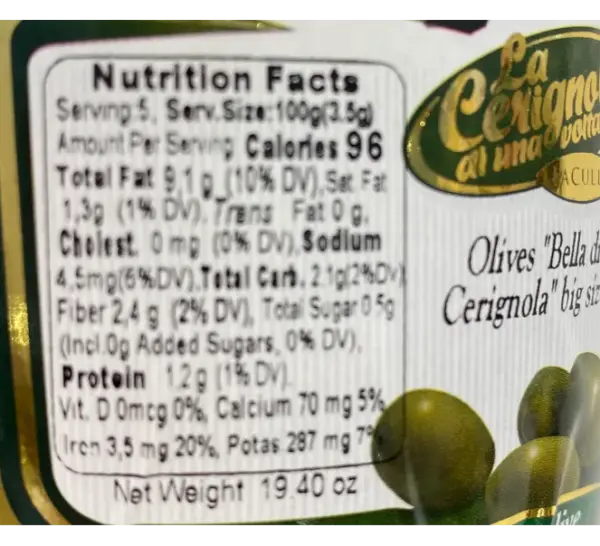 Nutrition Facts
Serving:5, Serv.Size:100g(3.5g)
Amount Per Serving Calories 96
Total Fat 9,1 g (10% DV), Sat. Fat
1,3g (1% DV). Trans Fat 0 g.
Cholest. 0 mg (0% DV), Sodium
4,5mg(6%DV).Total Carb. 2.1g(2%DV)
Fiber 2,4 g (2% DV), Total Sugar 0 5g
(Incl.0g Added Sugars, 0% DV),
Protein 1.2g (1% DV).
Vit. D 0mcg 0%, Calcium 70 mg 5%
Iron 3,5 mg 20%, Potas. 287 mg 7%
Net Weight 19.40 oz
La
Cerigno
di una volta
ACULL
Olives "Bella di
Cerignola" big siz